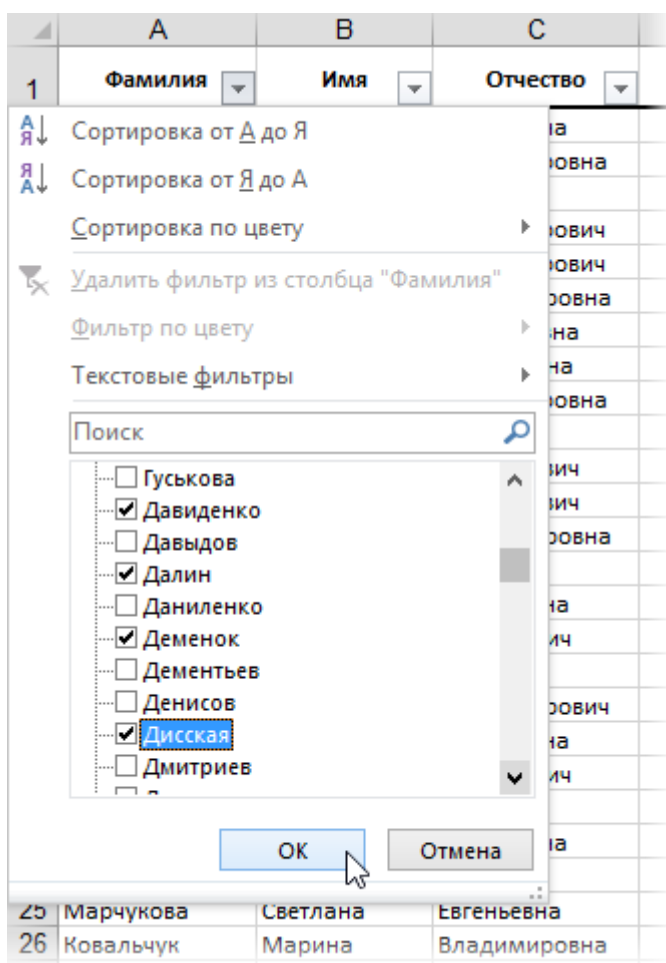 A B C
1 Фамилия Имя Отчество
Сортировка от А до Я
Сортировка от Я до А
Сортировка по цвету
Удалить фильтр из столбца "Фамилия"
Фильтр по цвету
Текстовые фильтры
Поиск
Гуськова
Давиденко
Давыдов
Далин
Даниленко
Деменок
Дементьев
Денисов
Дисская
Дмитриев
ОК Отмена
25 Марчукова Светлана Евгеньевна
26 Ковальчук Марина Владимировна